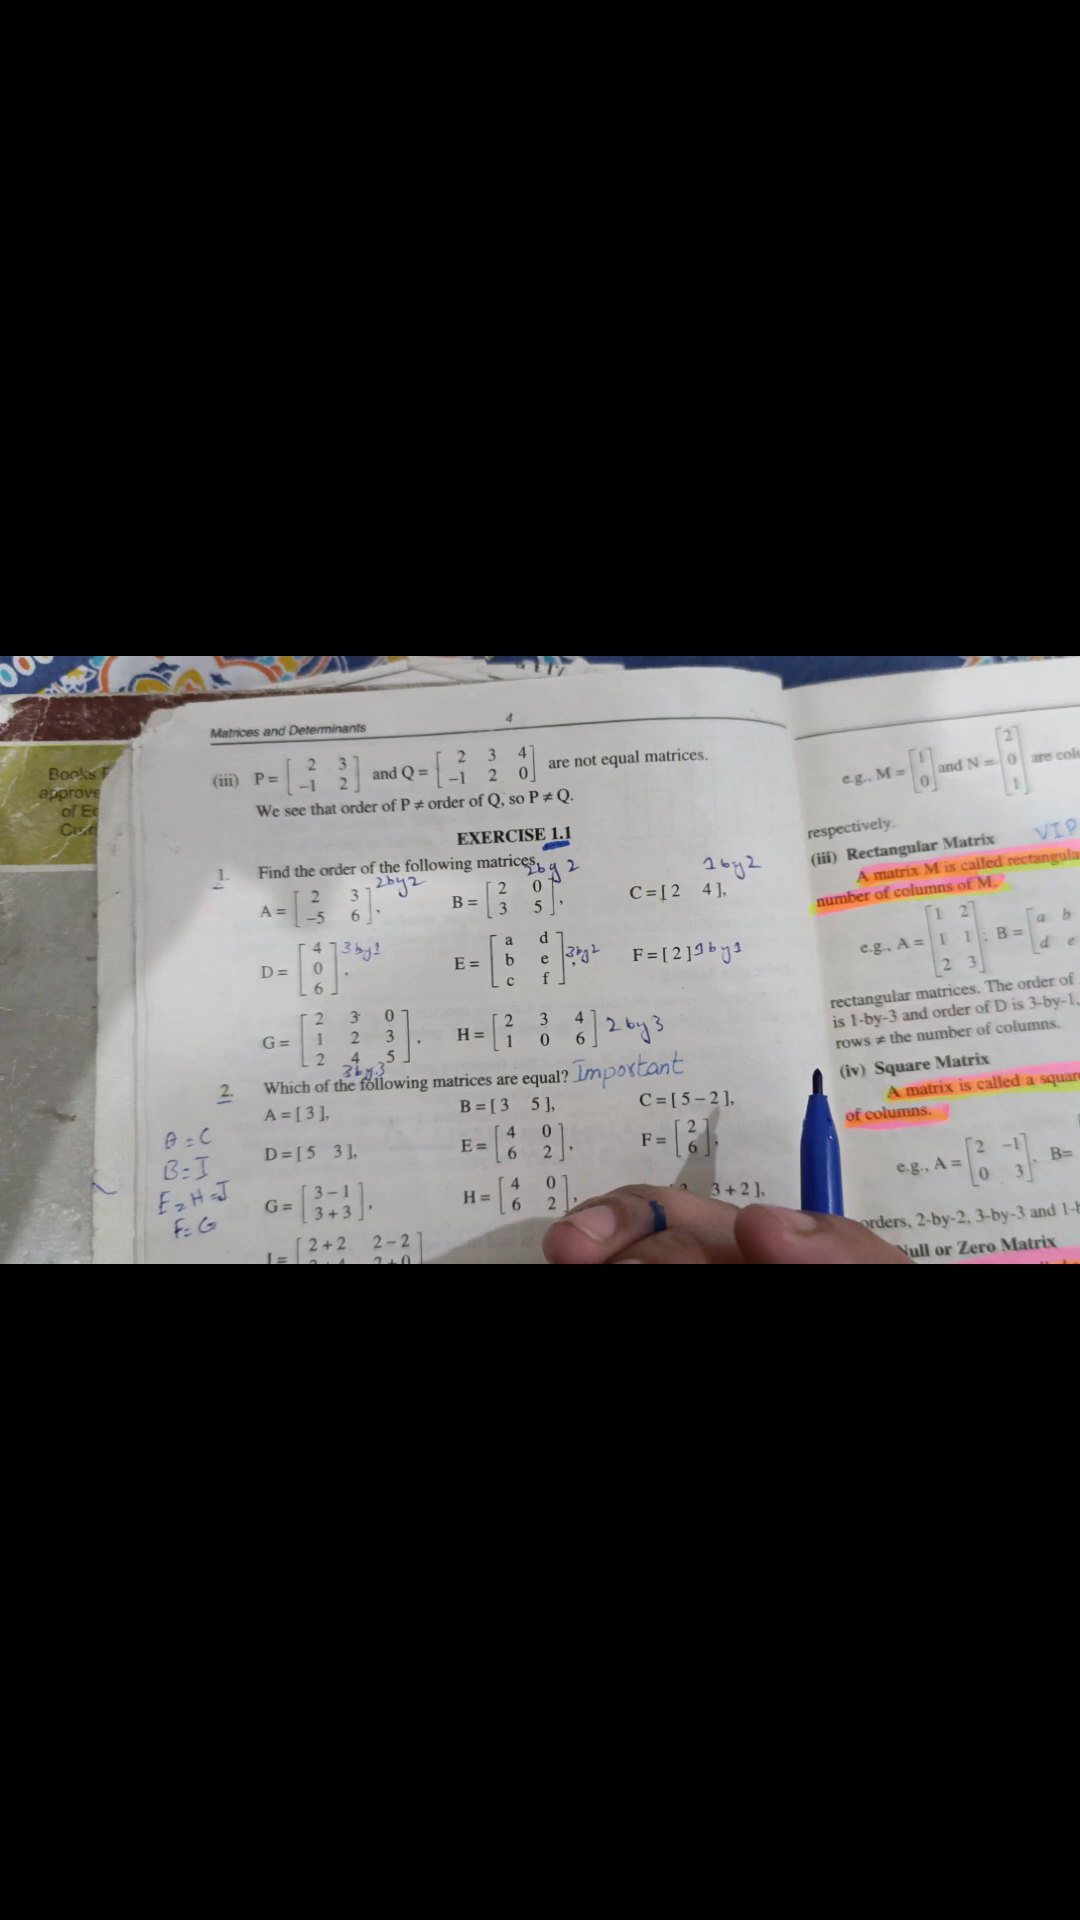 Books
approve
of
Curr
Matrices and Determinants
4
(iii) P = [ 2 3 ] and Q = [ 2 3 4 ] are not equal matrices.
-1 2 -1 2 0
We see that order of P ≠ order of Q, so P ≠ Q.
EXERCISE 1.1
1. Find the order of the following matrices.
2by2 2by2 1by2
A = [ 2 3 ], B = [ 2 0 ], C = [ 2 4 ],
-5 6 3 5
D = [ 4 ], 3by1 E = [ a d ], 3by2 F = [ 2 ] 1by1
0 b e
6 c f
G = [ 2 3 0 ], H = [ 2 3 4 ] 2by3
1 2 3 1 0 6
2 4 5
3by3
2. Which of the following matrices are equal? Important
A = [ 3 ], B = [ 3 5 ], C = [ 5 − 2 ],
D = [ 5 3 ], E = [ 4 0 ], F = [ 2 ],
6 2 6
G = [ 3 − 1 ], H = [ 4 0 ], 3 + 2 ],
3 + 3 6 2
2 + 2 2 − 2
A = C
B = I
E = H = J
F = G
e.g., M = [ 1 ] and N = [ 2 ] are
0 0
1
respectively.
(iii) Rectangular Matrix VIP
A matrix M is called rectangula
number of columns of M.
e.g., A = [ 1 2 ]; B = [ a b
1 1 d e
2 3
rectangular matrices. The order of
is 1-by-3 and order of D is 3-by-1,
rows ≠ the number of columns.
(iv) Square Matrix
A matrix is called a squar
of columns.
e.g., A = [ 2 −1 ], B =
0 3
orders, 2-by-2, 3-by-3 and 1-b
Null or Zero Matrix